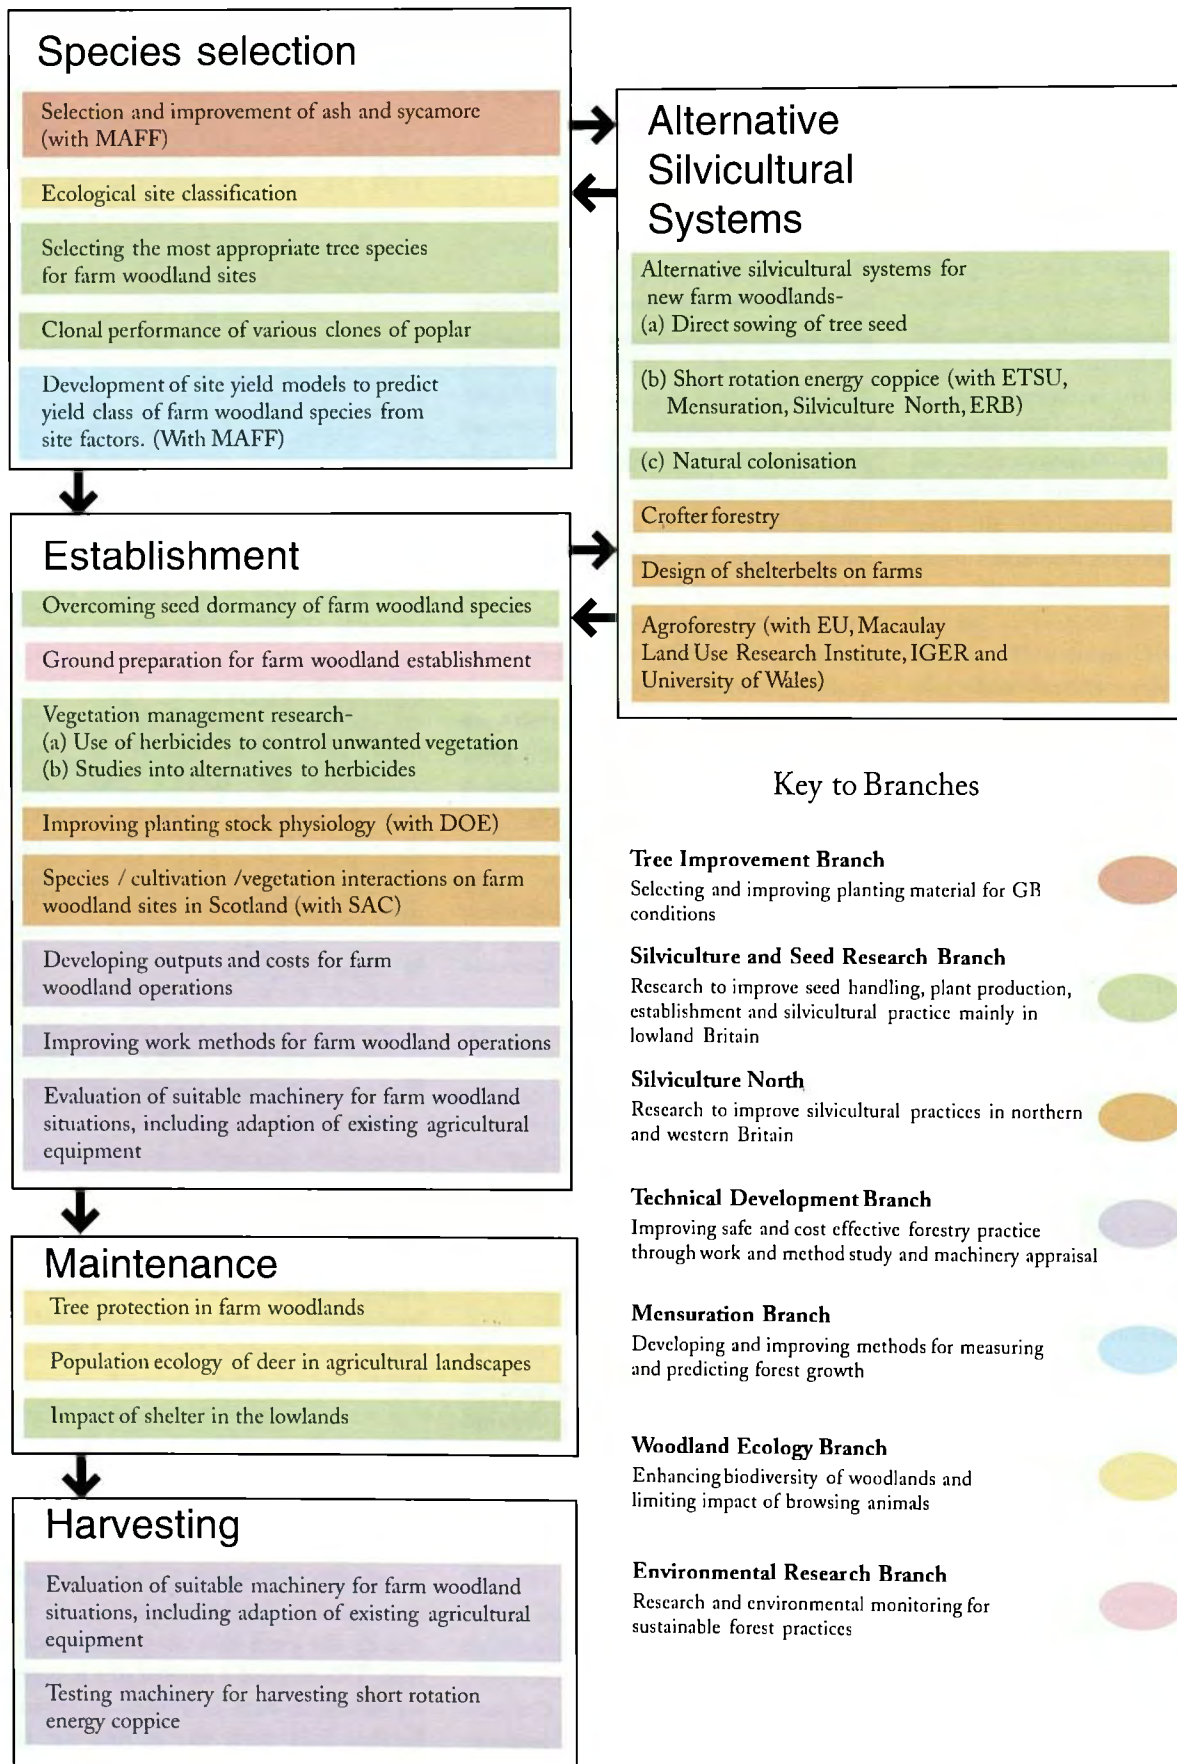 Species selection
Selection and improvement of ash and sycamore
(with MAFF)
Ecological site classification
Selecting the most appropriate tree species
for farm woodland sites
Clonal performance of various clones of poplar
Development of site yield models to predict
yield class of farm woodland species from
site factors. (With MAFF)
Alternative
Silvicultural
Systems
Alternative silvicultural systems for
new farm woodlands-
(a) Direct sowing of tree seed
(b) Short rotation energy coppice (with ETSU,
Mensuration, Silviculture North, ERB)
(c) Natural colonisation
Crofter forestry
Design of shelterbelts on farms
Agroforestry (with EU, Macaulay
Land Use Research Institute, IGER and
University of Wales)
Establishment
Overcoming seed dormancy of farm woodland species
Ground preparation for farm woodland establishment
Vegetation management research-
(a) Use of herbicides to control unwanted vegetation
(b) Studies into alternatives to herbicides
Improving planting stock physiology (with DOE)
Species / cultivation /vegetation interactions on farm
woodland sites in Scotland (with SAC)
Developing outputs and costs for farm
woodland operations
Improving work methods for farm woodland operations
Evaluation of suitable machinery for farm woodland
situations, including adaption of existing agricultural
equipment
Maintenance
Tree protection in farm woodlands
Population ecology of deer in agricultural landscapes
Impact of shelter in the lowlands
Harvesting
Evaluation of suitable machinery for farm woodland
situations, including adaption of existing agricultural
equipment
Testing machinery for harvesting short rotation
energy coppice
Key to Branches
Tree Improvement Branch
Selecting and improving planting material for GB
conditions
Silviculture and Seed Research Branch
Research to improve seed handling, plant production,
establishment and silvicultural practice mainly in
lowland Britain
Silviculture North
Research to improve silvicultural practices in northern
and western Britain
Technical Development Branch
Improving safe and cost effective forestry practice
through work and method study and machinery appraisal
Mensuration Branch
Developing and improving methods for measuring
and predicting forest growth
Woodland Ecology Branch
Enhancing biodiversity of woodlands and
limiting impact of browsing animals
Environmental Research Branch
Research and environmental monitoring for
sustainable forest practices